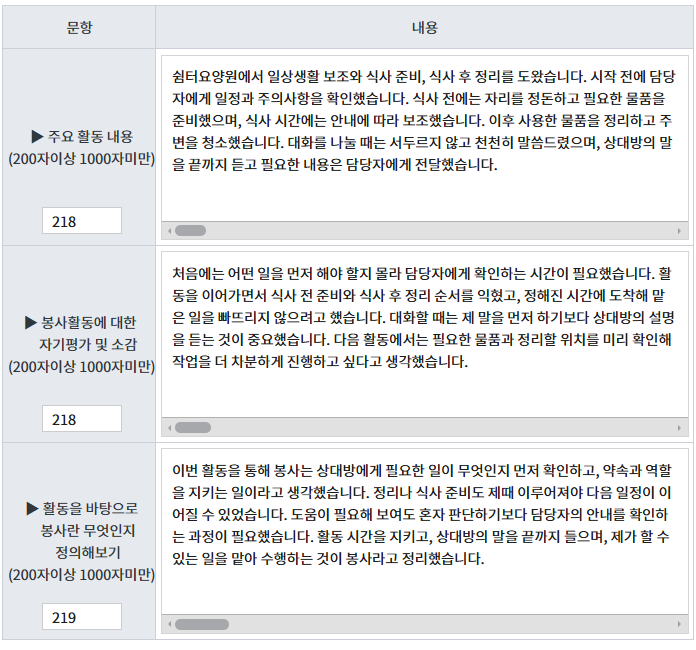 문항
내용
▶ 주요 활동 내용
(200자이상 1000자미만)
218
쉼터요양원에서 일상생활 보조와 식사 준비, 식사 후 정리를 도왔습니다. 시작 전에 담당
자에게 일정과 주의사항을 확인했습니다. 식사 전에는 자리를 정돈하고 필요한 물품을
준비했으며, 식사 시간에는 안내에 따라 보조했습니다. 이후 사용한 물품을 정리하고 주
변을 청소했습니다. 대화를 나눌 때는 서두르지 않고 천천히 말씀드렸으며, 상대방의 말
을 끝까지 듣고 필요한 내용은 담당자에게 전달했습니다.
▶ 봉사활동에 대한
자기평가 및 소감
(200자이상 1000자미만)
218
처음에는 어떤 일을 먼저 해야 할지 몰라 담당자에게 확인하는 시간이 필요했습니다. 활
동을 이어가면서 식사 전 준비와 식사 후 정리 순서를 익혔고, 정해진 시간에 도착해 맡
은 일을 빠뜨리지 않으려고 했습니다. 대화할 때는 제 말을 먼저 하기보다 상대방의 설명
을 듣는 것이 중요했습니다. 다음 활동에서는 필요한 물품과 정리할 위치를 미리 확인해
작업을 더 차분하게 진행하고 싶다고 생각했습니다.
▶ 활동을 바탕으로
봉사란 무엇인지
정의해보기
(200자이상 1000자미만)
219
이번 활동을 통해 봉사는 상대방에게 필요한 일이 무엇인지 먼저 확인하고, 약속과 역할
을 지키는 일이라고 생각했습니다. 정리나 식사 준비도 제때 이루어져야 다음 일정이 이
어질 수 있었습니다. 도움이 필요해 보여도 혼자 판단하기보다 담당자의 안내를 확인하
는 과정이 필요했습니다. 활동 시간을 지키고, 상대방의 말을 끝까지 들으며, 제가 할 수
있는 일을 맡아 수행하는 것이 봉사라고 정리했습니다.